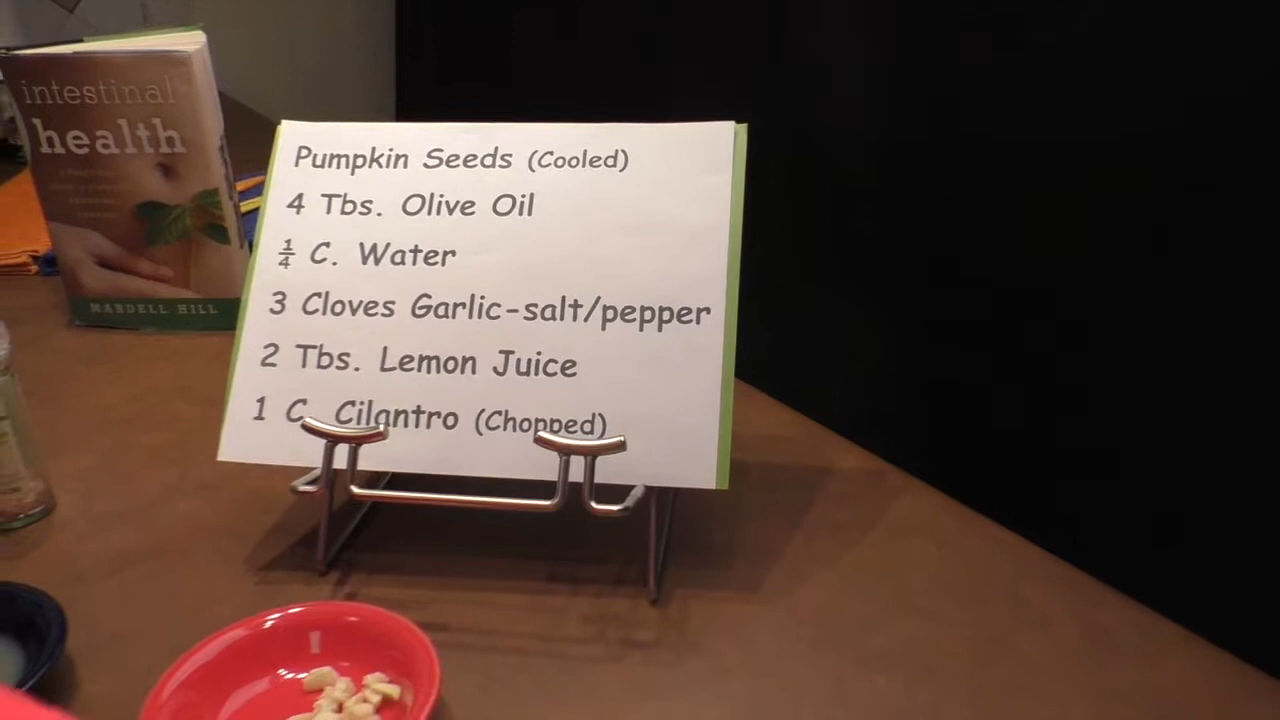 intestinal
health
MARDELL HILL
Pumpkin Seeds (Cooled)
4 Tbs. Olive Oil
1/4 C. Water
3 Cloves Garlic-salt/pepper
2 Tbs. Lemon Juice
1 C. Cilantro (Chopped)